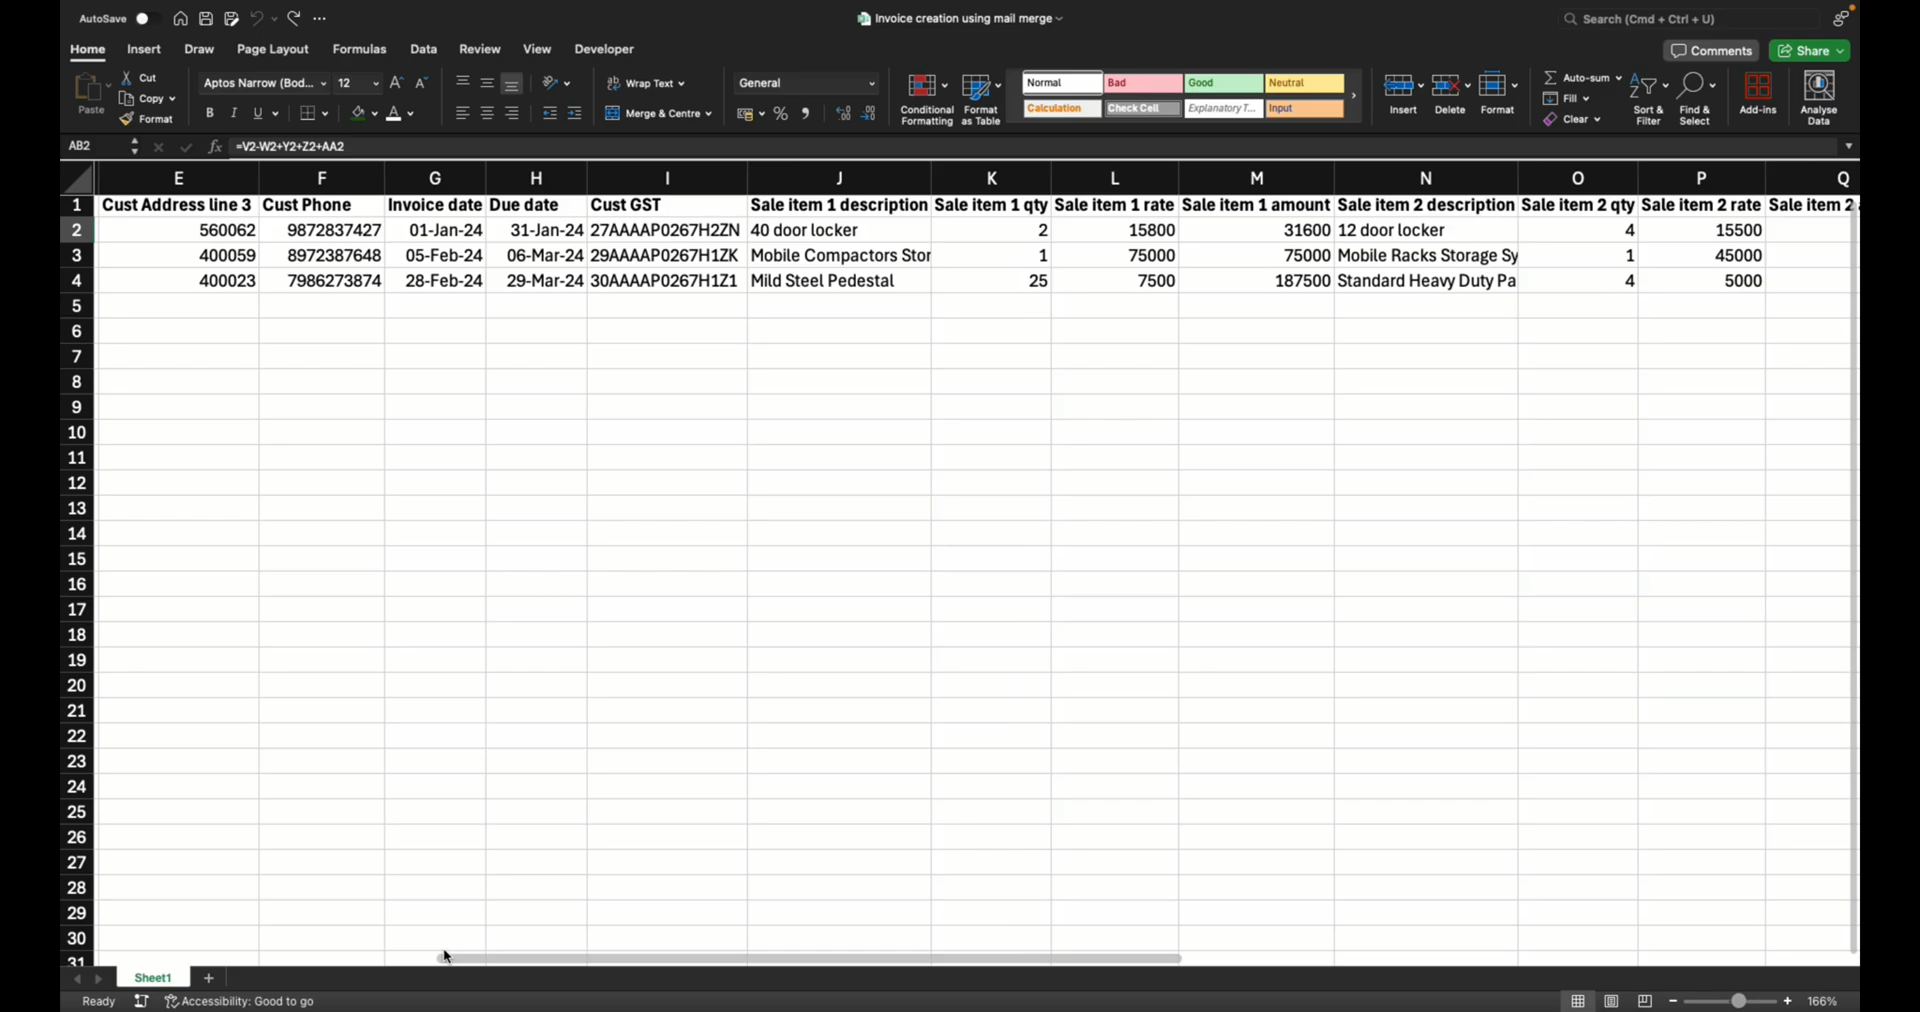 AutoSave
Invoice creation using mail merge
Search (Cmd + Ctrl + U)
Home Insert Draw Page Layout Formulas Data Review View Developer
Comments Share
Paste
Cut
Copy
Format
Aptos Narrow (Bod... 12
B I U
Wrap Text
Merge & Centre
General
Conditional Formatting
Format as Table
Normal Bad Good Neutral
Calculation Check Cell Explanatory T... Input
Insert Delete Format
Auto-sum
Fill
Clear
Sort & Filter
Find & Select
Add-ins
Analyse Data
AB2 fx =V2-W2+Y2+Z2+AA2
E F G H I J K L M N O P Q
1 Cust Address line 3 Cust Phone Invoice date Due date Cust GST Sale item 1 description Sale item 1 qty Sale item 1 rate Sale item 1 amount Sale item 2 description Sale item 2 qty Sale item 2 rate Sale item 2
2 560062 9872837427 01-Jan-24 31-Jan-24 27AAAAP0267H2ZN 40 door locker 2 15800 31600 12 door locker 4 15500
3 400059 8972387648 05-Feb-24 06-Mar-24 29AAAAP0267H1ZK Mobile Compactors Stor 1 75000 75000 Mobile Racks Storage Sy 1 45000
4 400023 7986273874 28-Feb-24 29-Mar-24 30AAAAP0267H1Z1 Mild Steel Pedestal 25 7500 187500 Standard Heavy Duty Pa 4 5000
5
6
7
8
9
10
11
12
13
14
15
16
17
18
19
20
21
22
23
24
25
26
27
28
29
30
31
Sheet1
Ready Accessibility: Good to go 166%